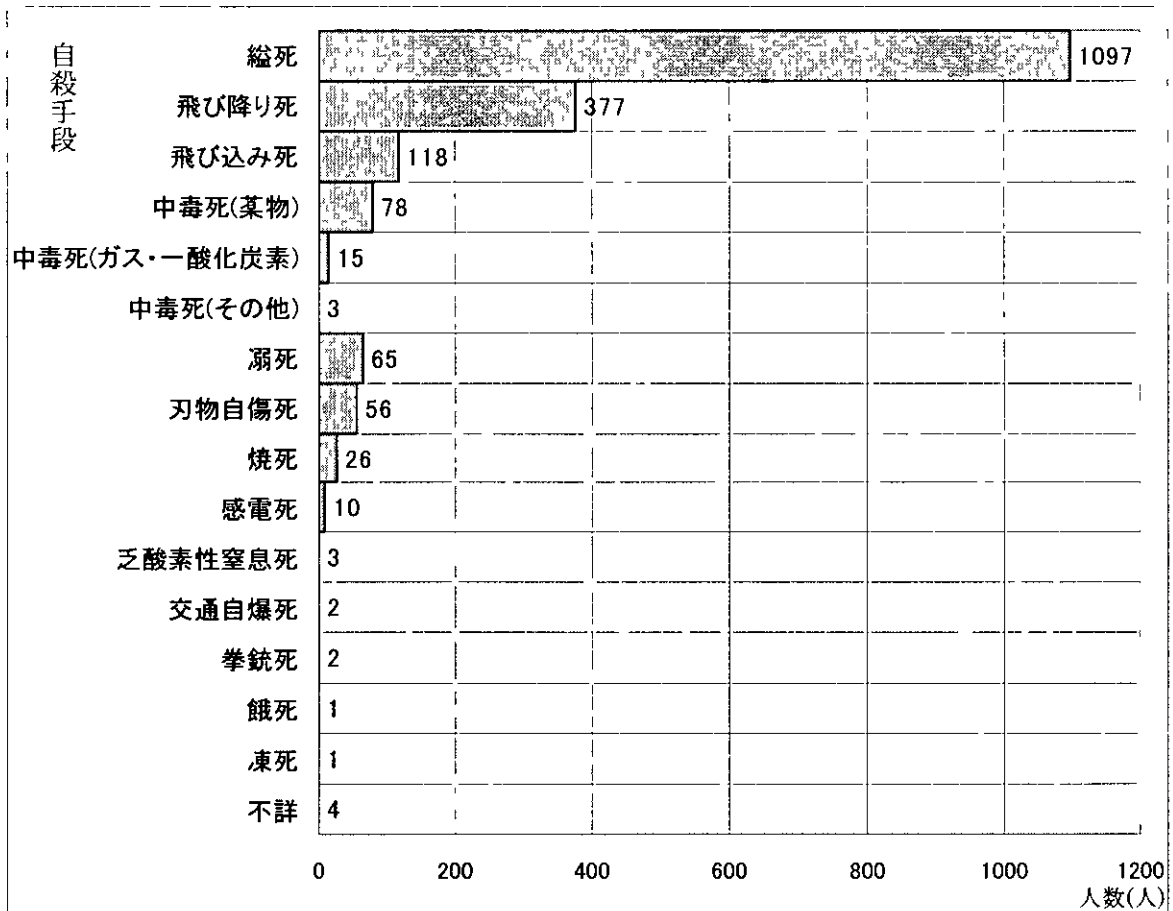 自殺手段
縊死 1097
飛び降り死 377
飛び込み死 118
中毒死(薬物) 78
中毒死(ガス・一酸化炭素) 15
中毒死(その他) 3
溺死 65
刃物自傷死 56
焼死 26
感電死 10
乏酸素性窒息死 3
交通自爆死 2
拳銃死 2
餓死 1
凍死 1
不詳 4
0 200 400 600 800 1000 1200
人数(人)